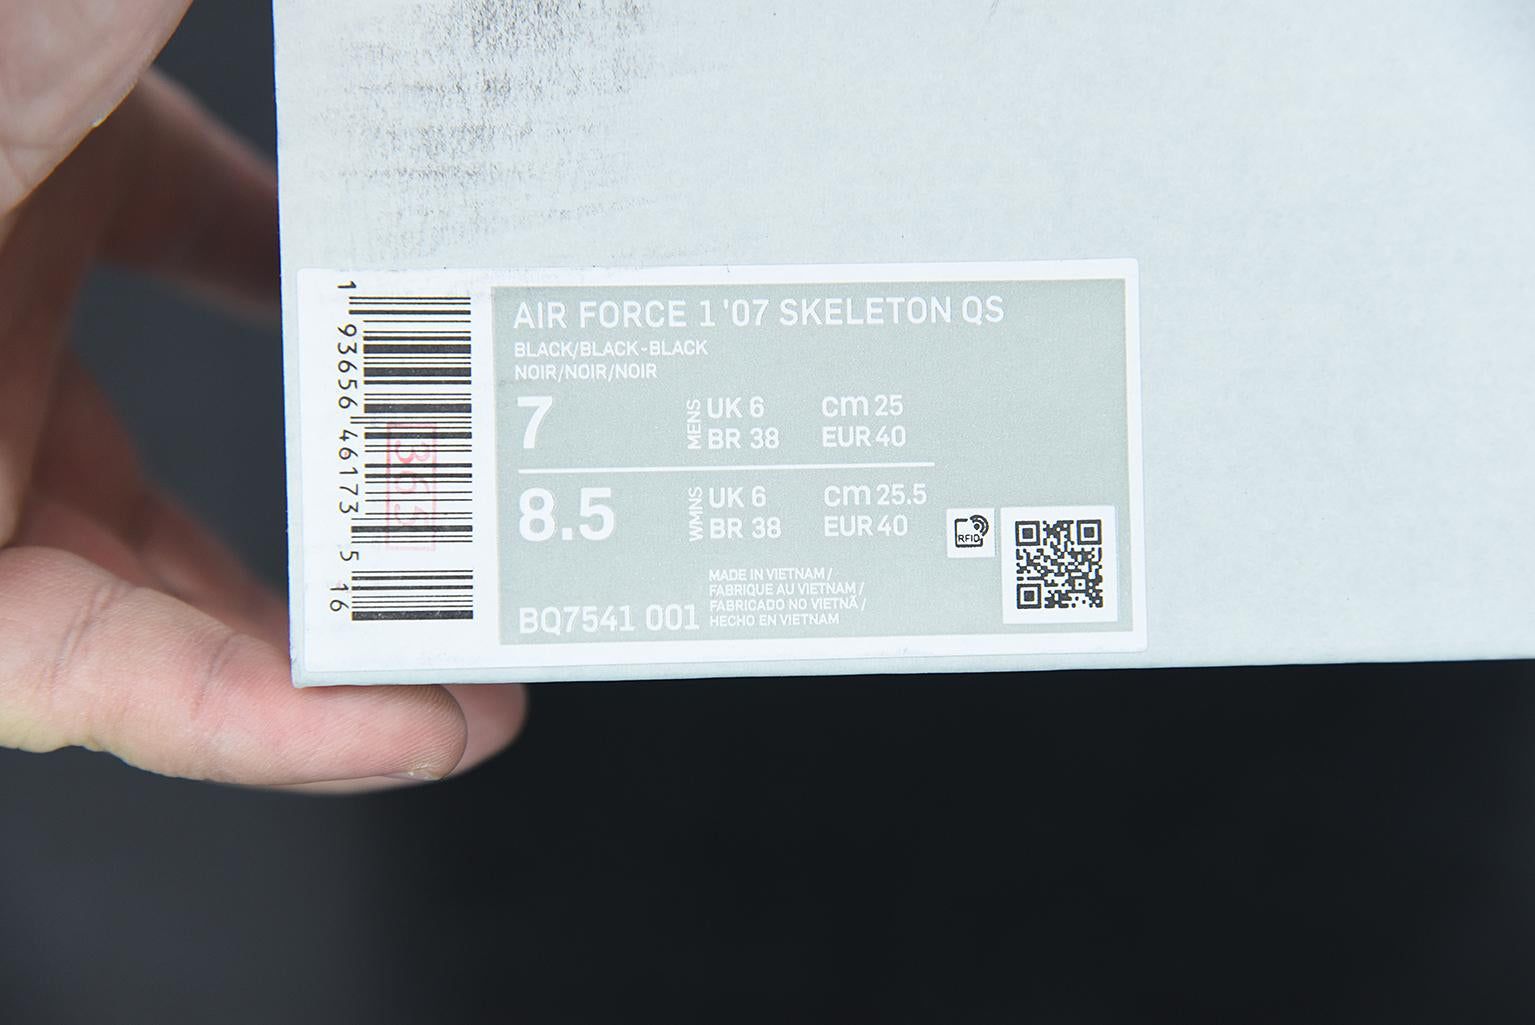 AIR FORCE 1 '07 SKELETON QS
BLACK/BLACK-BLACK
NOIR/NOIR/NOIR
7 MENS UK 6 cm 25
BR 38 EUR 40
8.5 WMNS UK 6 cm 25.5
BR 38 EUR 40
RFID
MADE IN VIETNAM /
FABRIQUE AU VIETNAM /
FABRICADO NO VIETNÃ /
HECHO EN VIETNAM
BQ7541 001
1 93656 46173 5 16